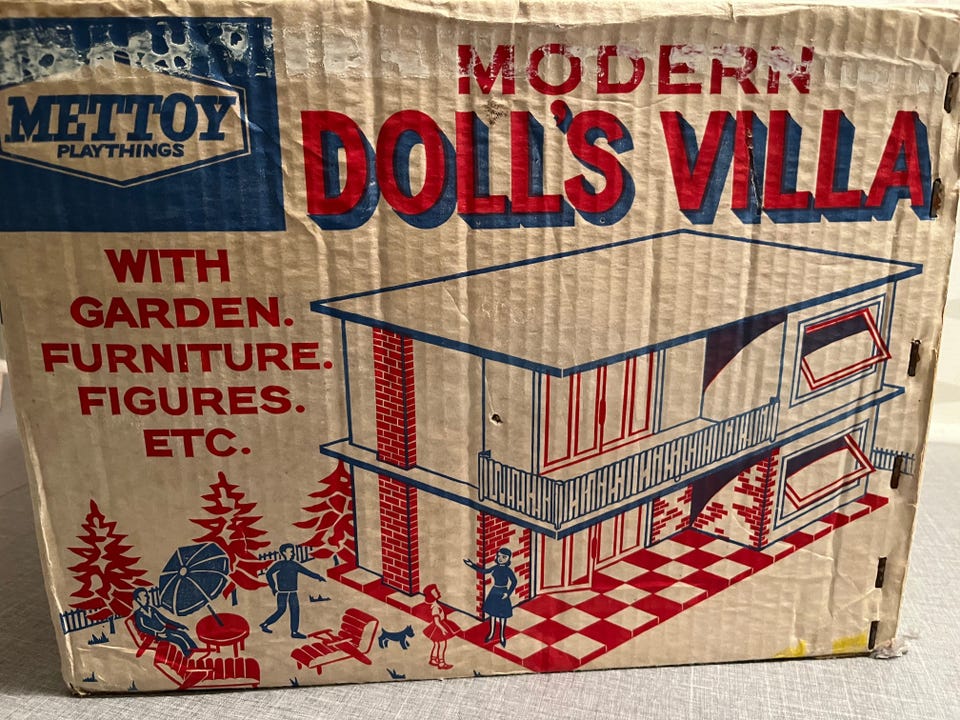 METTOY
PLAYTHINGS
MODERN
DOLL'S VILLA
WITH
GARDEN.
FURNITURE.
FIGURES.
ETC.